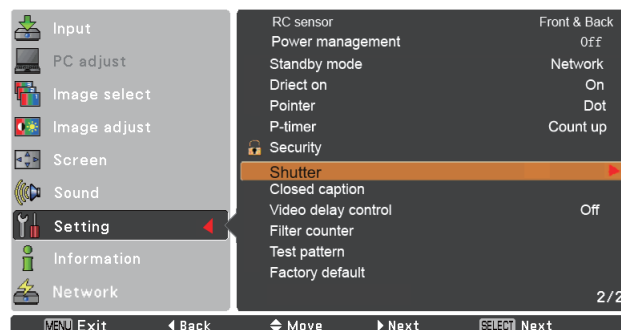 Input
PC adjust
Image select
Image adjust
Screen
Sound
Setting
Information
Network
RC sensor Front & Back
Power management Off
Standby mode Network
Driect on On
Pointer Dot
P-timer Count up
Security
Shutter
Closed caption
Video delay control Off
Filter counter
Test pattern
Factory default
2/2
MENU Exit Back Move Next SELECT Next